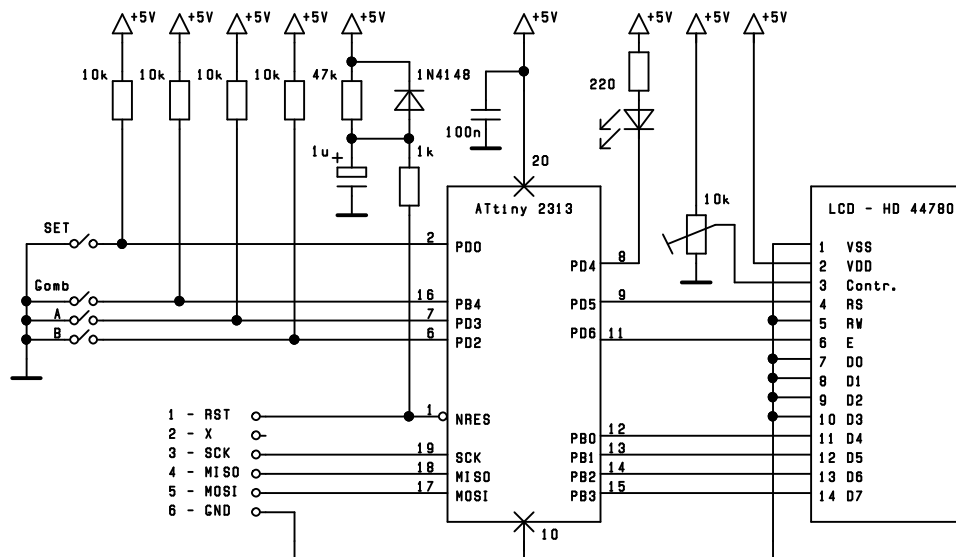 +5V +5V +5V +5V +5V +5V +5V +5V +5V
10k 10k 10k 10k 47k 1N4148 220
100n
1u + 1k 20
ATtiny 2313 10k LCD - HD 44780
SET 2 PD0 1 VSS
PD4 8 2 VDD
3 Contr.
Gomb 16 PB4 PD5 9 4 RS
A 7 PD3 5 RW
B 6 PD2 PD6 11 6 E
7 D0
8 D1
9 D2
1 - RST 1 NRES 10 D3
2 - X PB0 12 11 D4
3 - SCK 19 SCK PB1 13 12 D5
4 - MISO 18 MISO PB2 14 13 D6
5 - MOSI 17 MOSI PB3 15 14 D7
6 - GND
10